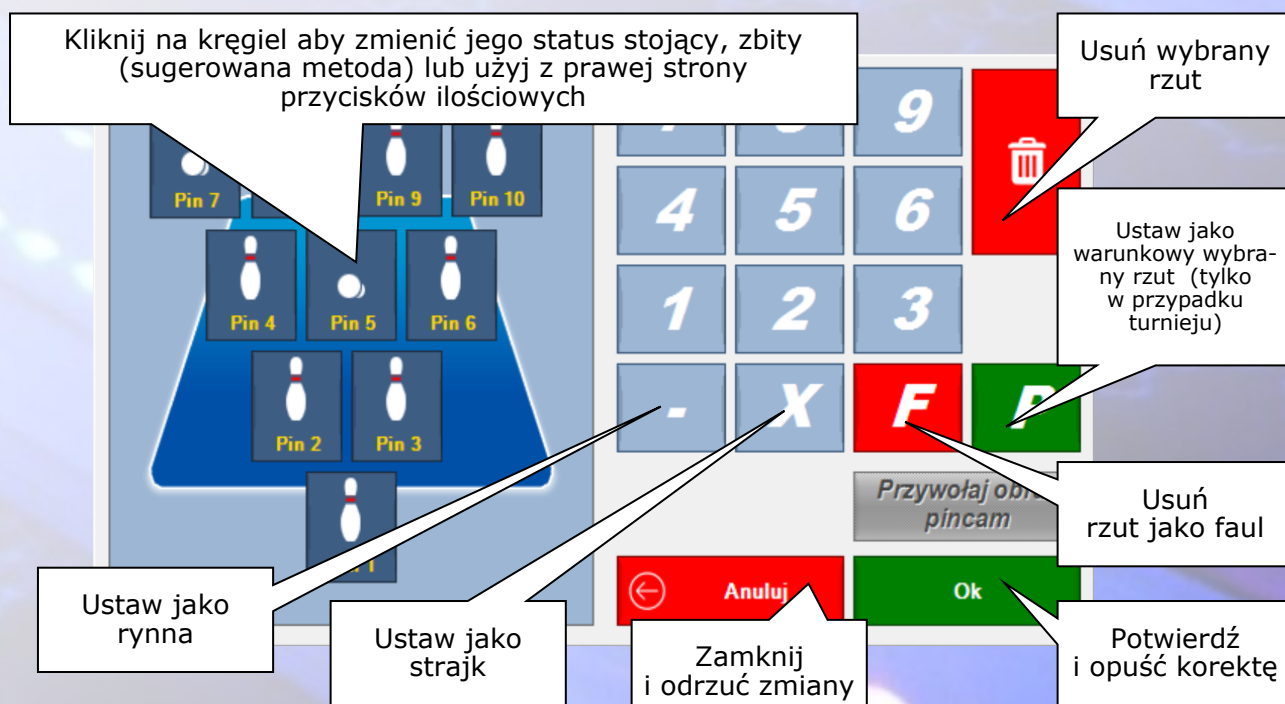 Kliknij na kręgiel aby zmienić jego status stojący, zbity
(sugerowana metoda) lub użyj z prawej strony
przycisków ilościowych
Usuń wybrany
rzut
9
Pin 7
Pin 9
Pin 10
4
5
6
Ustaw jako
warunkowy wybra-
ny rzut (tylko
w przypadku
turnieju)
Pin 4
Pin 5
Pin 6
1
2
3
Pin 2
Pin 3
-
X
F
P
Przywołaj
pincam
Usuń
rzut jako faul
Anuluj
Ok
Ustaw jako
rynna
Ustaw jako
strajk
Zamknij
i odrzuć zmiany
Potwierdź
i opuść korektę